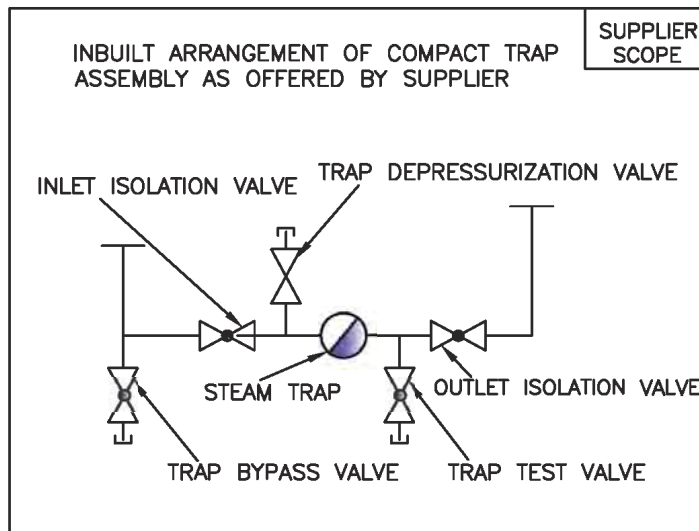 SUPPLIER
SCOPE
INBUILT ARRANGEMENT OF COMPACT TRAP
ASSEMBLY AS OFFERED BY SUPPLIER
TRAP DEPRESSURIZATION VALVE
INLET ISOLATION VALVE
STEAM TRAP
OUTLET ISOLATION VALVE
TRAP BYPASS VALVE
TRAP TEST VALVE